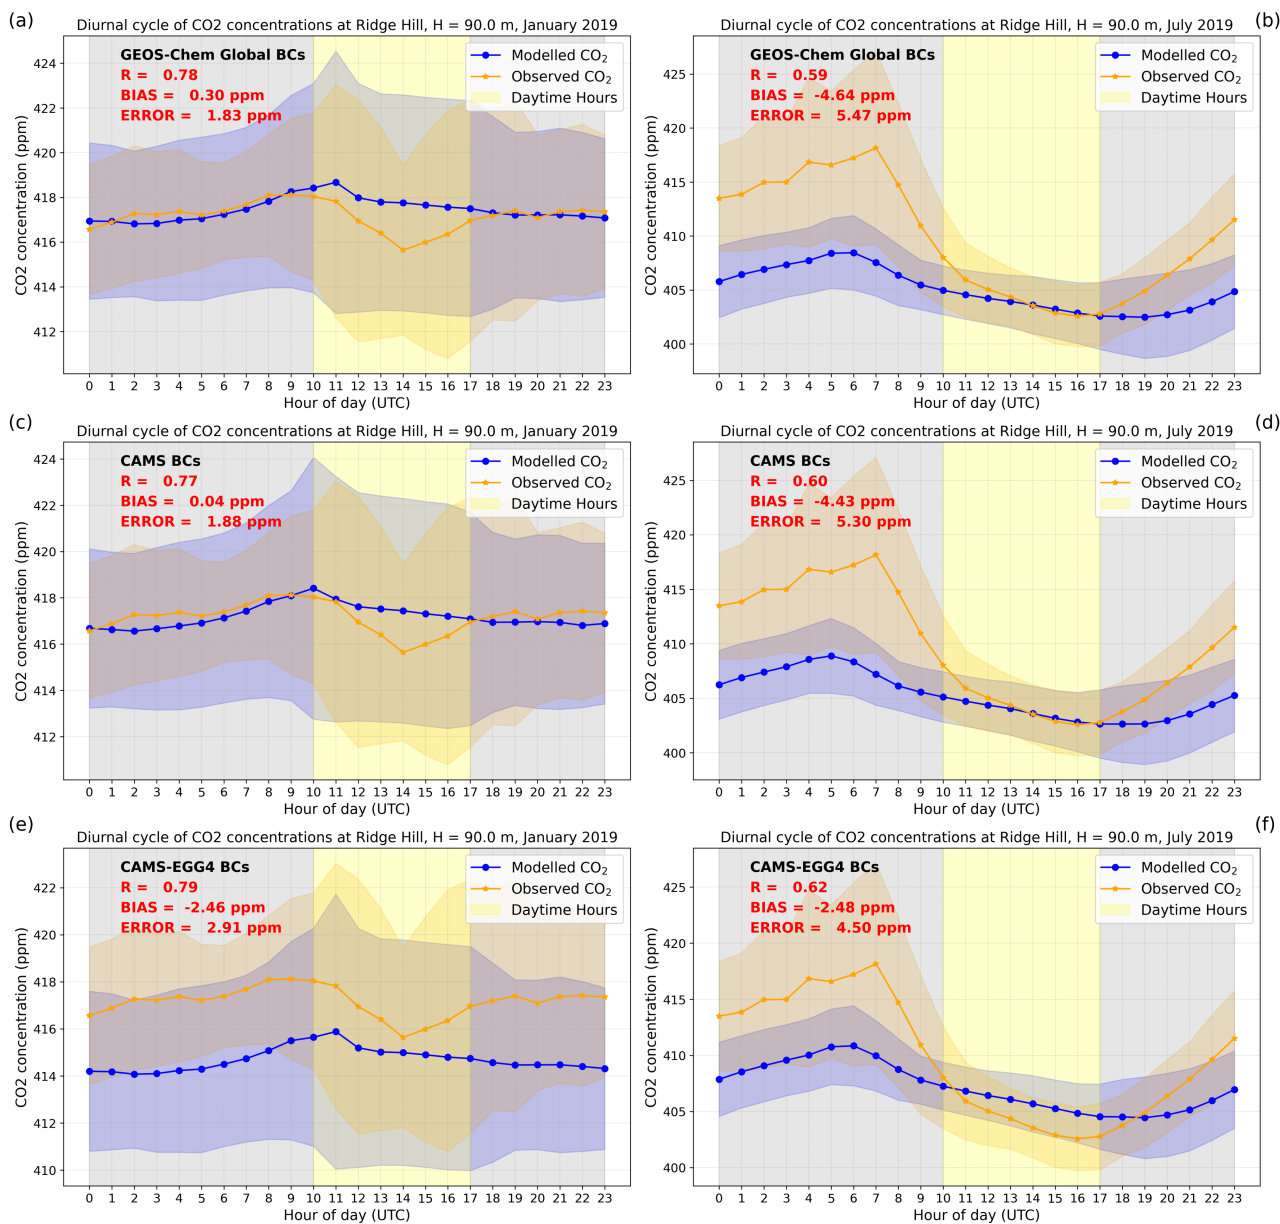 (a)
Diurnal cycle of CO2 concentrations at Ridge Hill, H = 90.0 m, January 2019
GEOS-Chem Global BCs
R = 0.78
BIAS = 0.30 ppm
ERROR = 1.83 ppm
Modelled CO₂
Observed CO₂
Daytime Hours
CO2 concentration (ppm)
424
422
420
418
416
414
412
0 1 2 3 4 5 6 7 8 9 10 11 12 13 14 15 16 17 18 19 20 21 22 23
Hour of day (UTC)
(b)
Diurnal cycle of CO2 concentrations at Ridge Hill, H = 90.0 m, July 2019
GEOS-Chem Global BCs
R = 0.59
BIAS = -4.64 ppm
ERROR = 5.47 ppm
Modelled CO₂
Observed CO₂
Daytime Hours
CO2 concentration (ppm)
425
420
415
410
405
400
0 1 2 3 4 5 6 7 8 9 10 11 12 13 14 15 16 17 18 19 20 21 22 23
Hour of day (UTC)
(c)
Diurnal cycle of CO2 concentrations at Ridge Hill, H = 90.0 m, January 2019
CAMS BCs
R = 0.77
BIAS = 0.04 ppm
ERROR = 1.88 ppm
Modelled CO₂
Observed CO₂
Daytime Hours
CO2 concentration (ppm)
424
422
420
418
416
414
412
0 1 2 3 4 5 6 7 8 9 10 11 12 13 14 15 16 17 18 19 20 21 22 23
Hour of day (UTC)
(d)
Diurnal cycle of CO2 concentrations at Ridge Hill, H = 90.0 m, July 2019
CAMS BCs
R = 0.60
BIAS = -4.43 ppm
ERROR = 5.30 ppm
Modelled CO₂
Observed CO₂
Daytime Hours
CO2 concentration (ppm)
425
420
415
410
405
400
0 1 2 3 4 5 6 7 8 9 10 11 12 13 14 15 16 17 18 19 20 21 22 23
Hour of day (UTC)
(e)
Diurnal cycle of CO2 concentrations at Ridge Hill, H = 90.0 m, January 2019
CAMS-EGG4 BCs
R = 0.79
BIAS = -2.46 ppm
ERROR = 2.91 ppm
Modelled CO₂
Observed CO₂
Daytime Hours
CO2 concentration (ppm)
422
420
418
416
414
412
410
0 1 2 3 4 5 6 7 8 9 10 11 12 13 14 15 16 17 18 19 20 21 22 23
Hour of day (UTC)
(f)
Diurnal cycle of CO2 concentrations at Ridge Hill, H = 90.0 m, July 2019
CAMS-EGG4 BCs
R = 0.62
BIAS = -2.48 ppm
ERROR = 4.50 ppm
Modelled CO₂
Observed CO₂
Daytime Hours
CO2 concentration (ppm)
425
420
415
410
405
400
0 1 2 3 4 5 6 7 8 9 10 11 12 13 14 15 16 17 18 19 20 21 22 23
Hour of day (UTC)